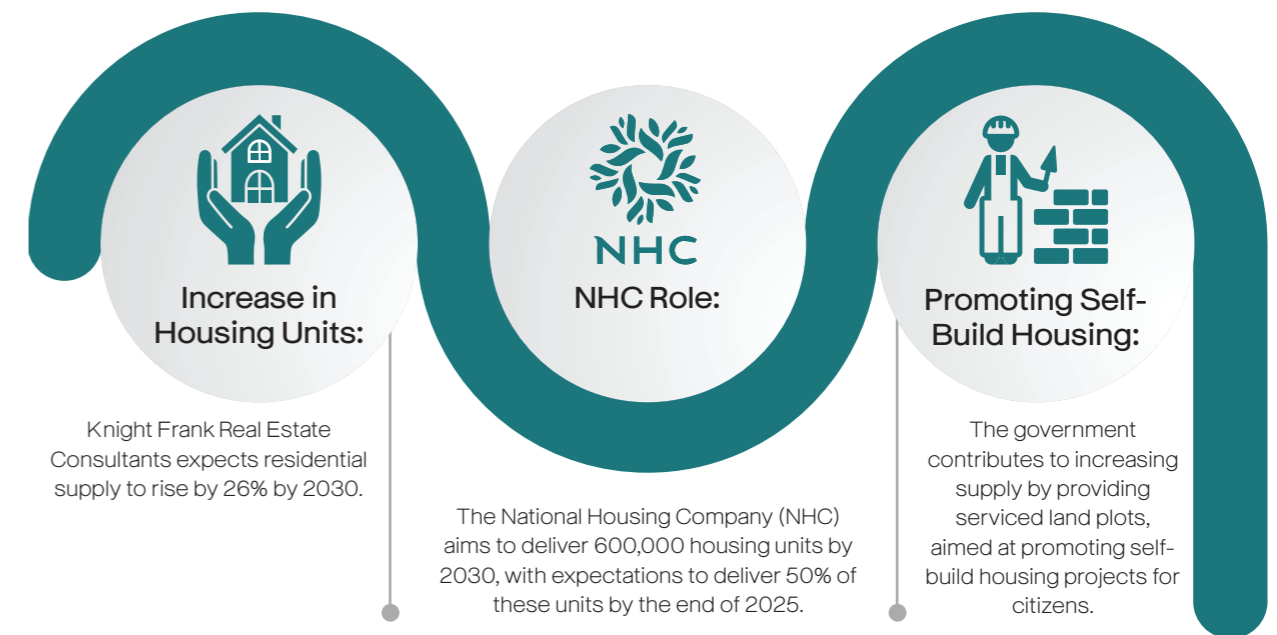 Increase in
Housing Units:
Knight Frank Real Estate
Consultants expects residential
supply to rise by 26% by 2030.
NHC
NHC Role:
The National Housing Company (NHC)
aims to deliver 600,000 housing units by
2030, with expectations to deliver 50% of
these units by the end of 2025.
Promoting Self-
Build Housing:
The government
contributes to increasing
supply by providing
serviced land plots,
aimed at promoting self-
build housing projects for
citizens.